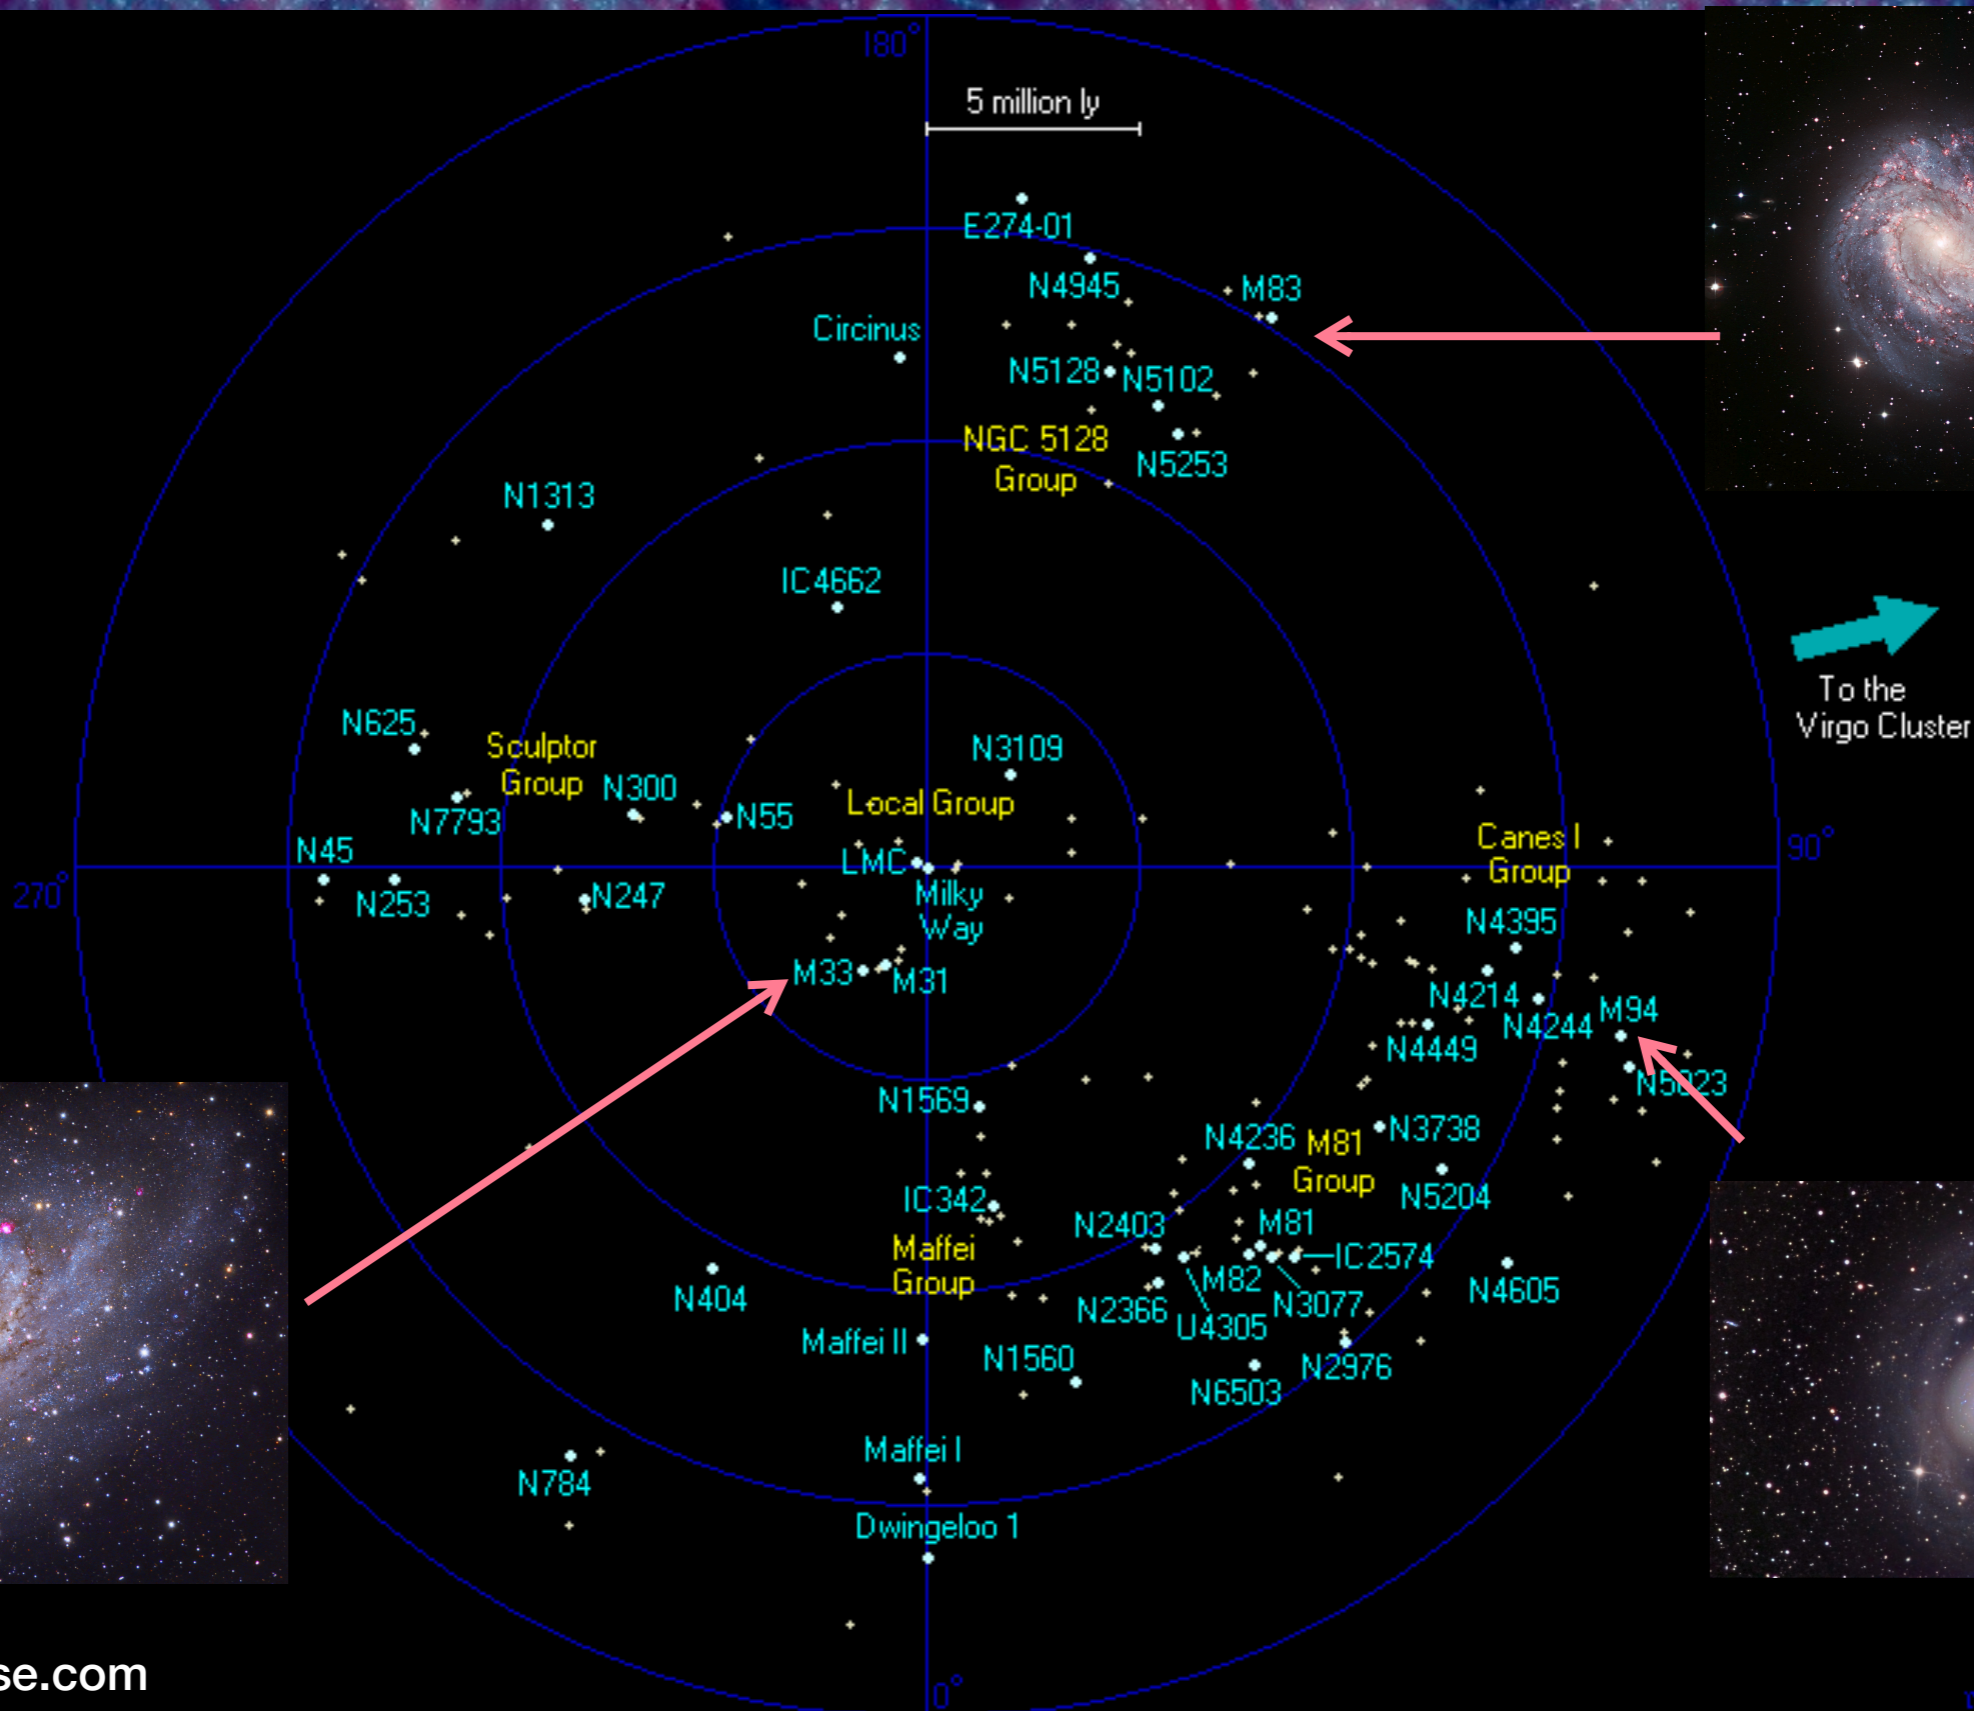 180°
5 million ly
E274-01
N4945
M83
Circinus
N5128
N5102
NGC 5128
Group
N5253
N1313
IC4662
To the
Virgo Cluster
N625
Sculptor
Group
N3109
N300
Local Group
N7793
N55
Canes I
Group
90°
N45
LMC
270°
N253
N247
Milky
Way
N4395
M33
M31
N4214
M94
N4244
N4449
N5023
N1569
N4236
M81
Group
N3738
IC342
N5204
N2403
M81
Maffei
Group
IC2574
M82
N404
N2366
N3077
N4605
U4305
Maffei II
N1560
N2976
N6503
Maffei I
N784
Dwingeloo 1
se.com
0°